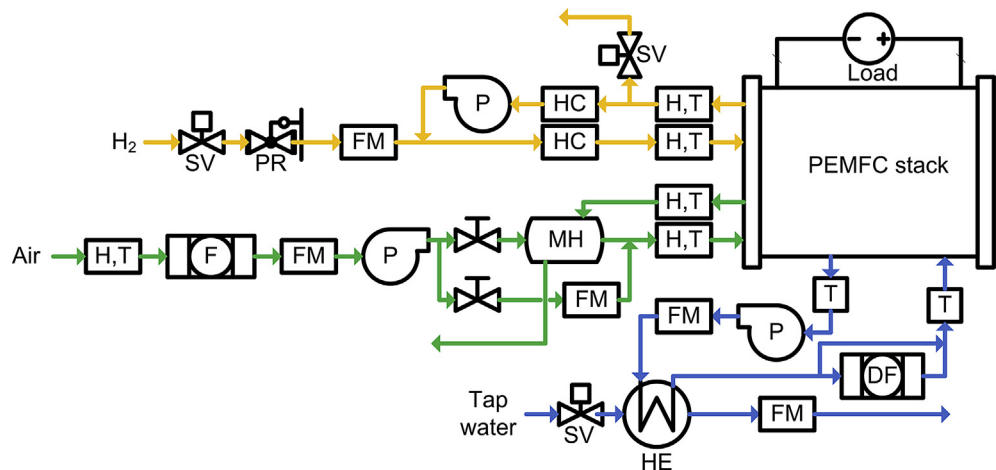 SV
Load
P
HC
H,T
H₂
SV
PR
FM
HC
H,T
PEMFC stack
H,T
Air
H,T
F
FM
P
MH
H,T
FM
T
T
FM
P
DF
Tap
water
SV
HE
FM